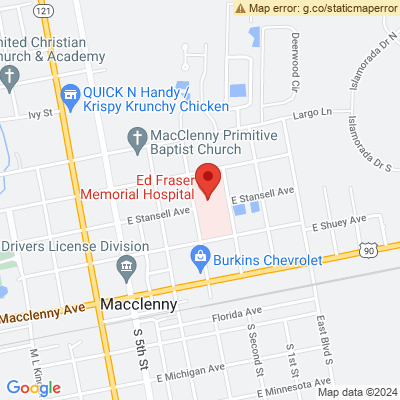 Map error: g.co/staticmaperror
121
nited Christian
hurch & Academy
Deenwood Clr
Islamorada Dr N
QUICK N Handy /
Krispy Krunchy Chicken
Ivy St
Largo Ln
MacClenny Primitive
Baptist Church
Islamorada Dr S
Ed Fraser
Memorial Hospital
E Stansell Ave
E Stansell Ave
E Shuey Ave
Drivers License Division
90
Burkins Chevrolet
Macclenny Ave
Macclenny
Florida Ave
S 5th St
S Second St
S 1st St
East Blvd S
M L King
E Michigan Ave
E Minnesota Ave
Google
Map data ©2024